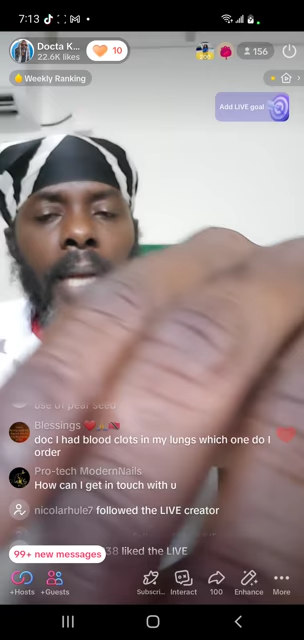 7:13
Docta K...
22.6K likes
10
156
Weekly Ranking
Add LIVE goal
use of pear seed
Blessings
doc I had blood clots in my lungs which one do I
order
Pro-tech ModernNails
How can I get in touch with u
nicolarhule7 followed the LIVE creator
99+ new messages
38 liked the LIVE
+Hosts
+Guests
Subscri...
Interact
100
Enhance
More